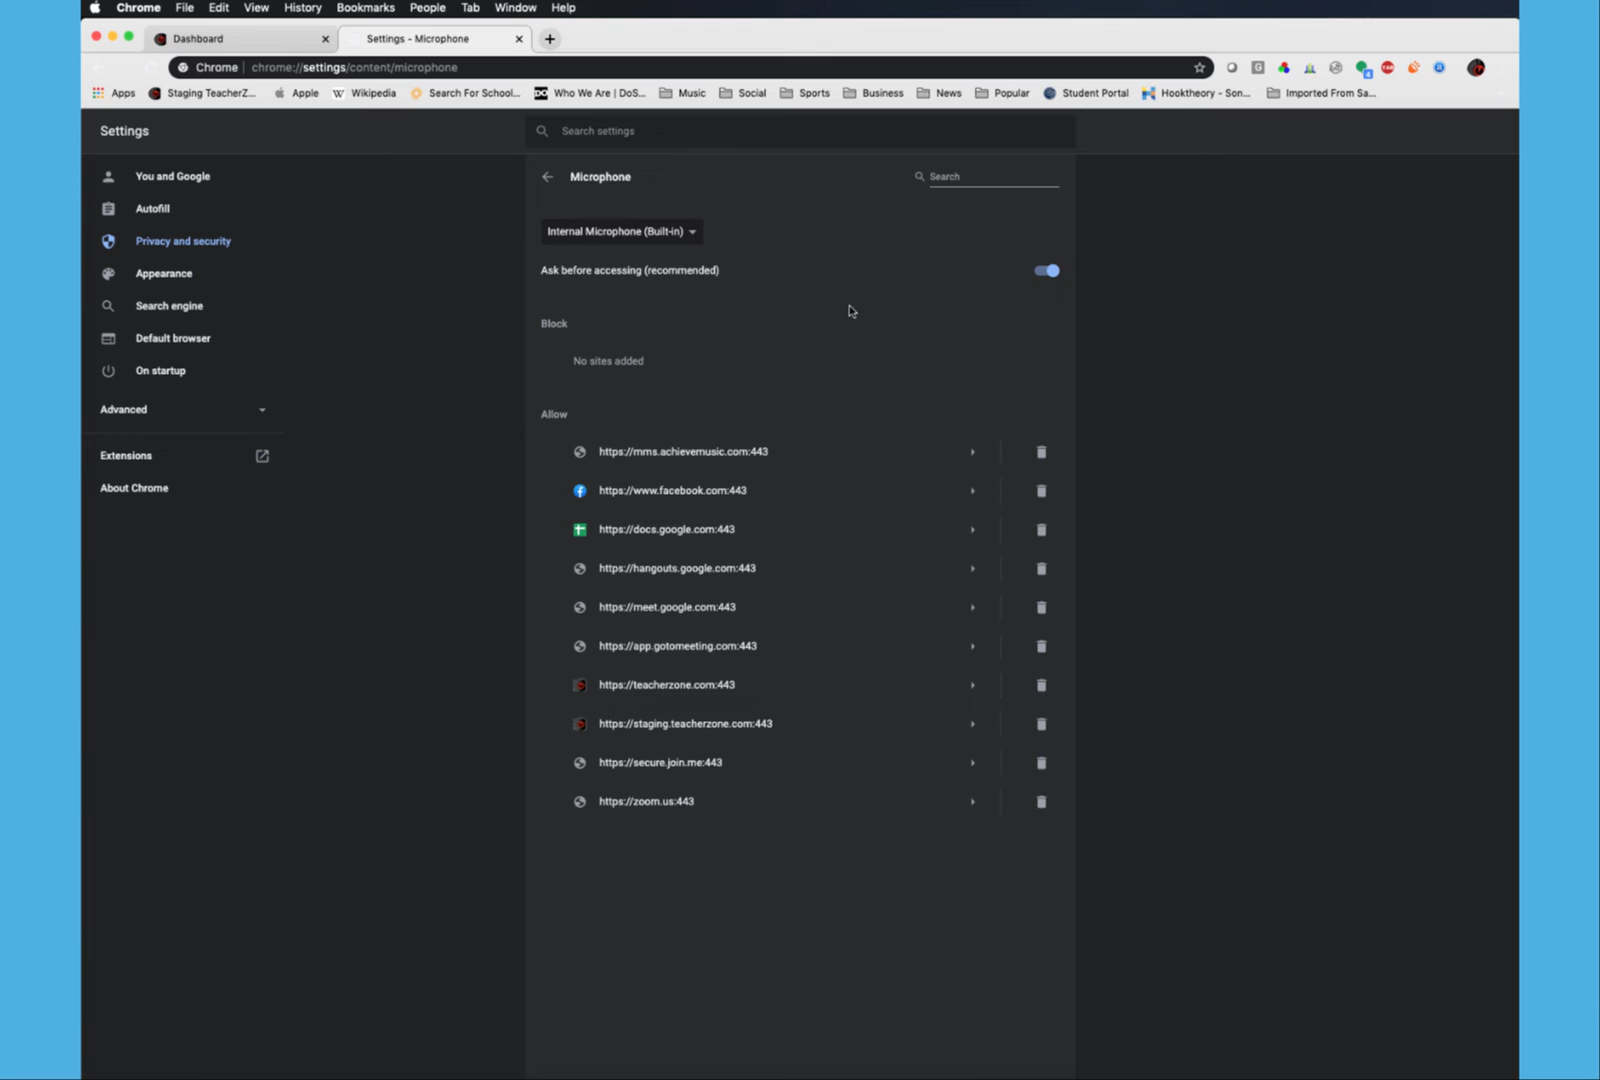 Chrome File Edit View History Bookmarks People Tab Window Help
Dashboard Settings - Microphone
Chrome chrome://settings/content/microphone
Apps Staging TeacherZ... Apple Wikipedia Search For School... Who We Are | DoS... Music Social Sports Business News Popular Student Portal Hooktheory - Son... Imported From Sa...
Settings
Search settings
You and Google
Autofill
Privacy and security
Appearance
Search engine
Default browser
On startup
Advanced
Extensions
About Chrome
Microphone
Search
Internal Microphone (Built-in)
Ask before accessing (recommended)
Block
No sites added
Allow
https://mms.achievemusic.com:443
https://www.facebook.com:443
https://docs.google.com:443
https://hangouts.google.com:443
https://meet.google.com:443
https://app.gotomeeting.com:443
https://teacherzone.com:443
https://staging.teacherzone.com:443
https://secure.join.me:443
https://zoom.us:443